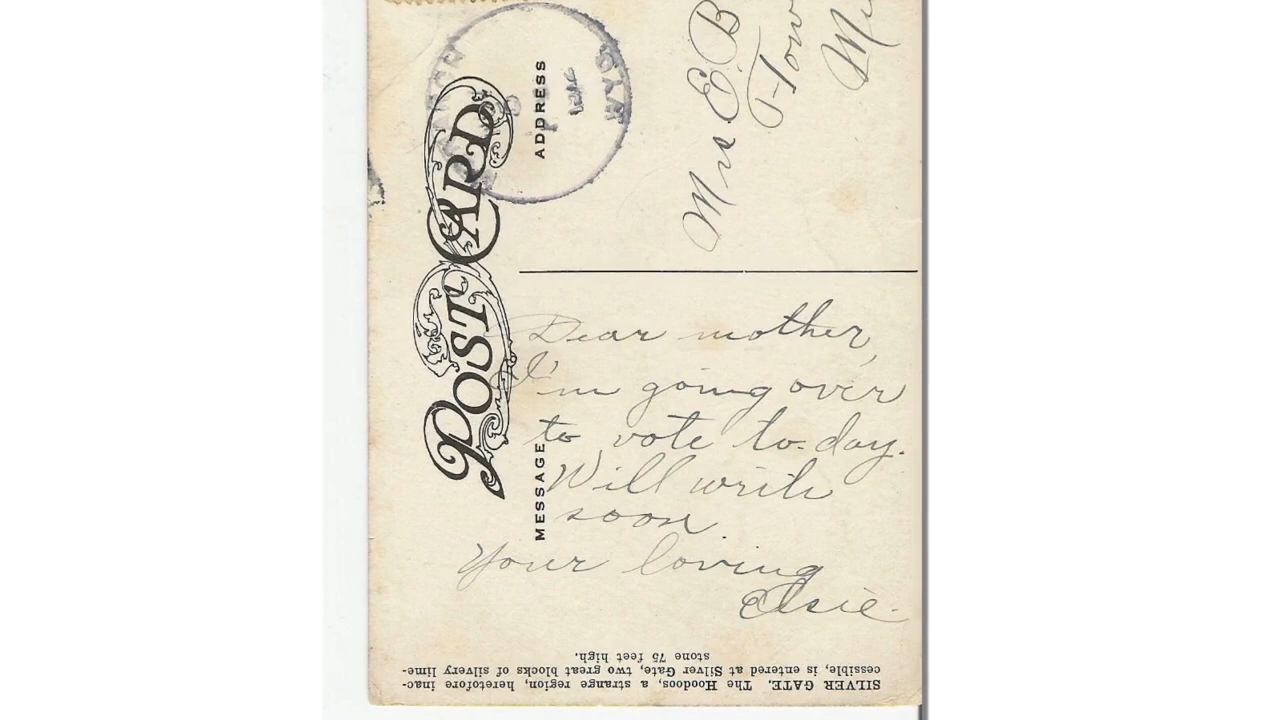 POST CARD
ADDRESS
Mrs E. B
MESSAGE
Dear mother,
I'm going over
to vote to-day.
Will write
soon
Your loving
Elsie.
SILVER GATE. The Hoodoos, a strange region, heretofore inac-
cessible, is entered at Silver Gate, two great blocks of silvery lime-
stone 75 feet high.